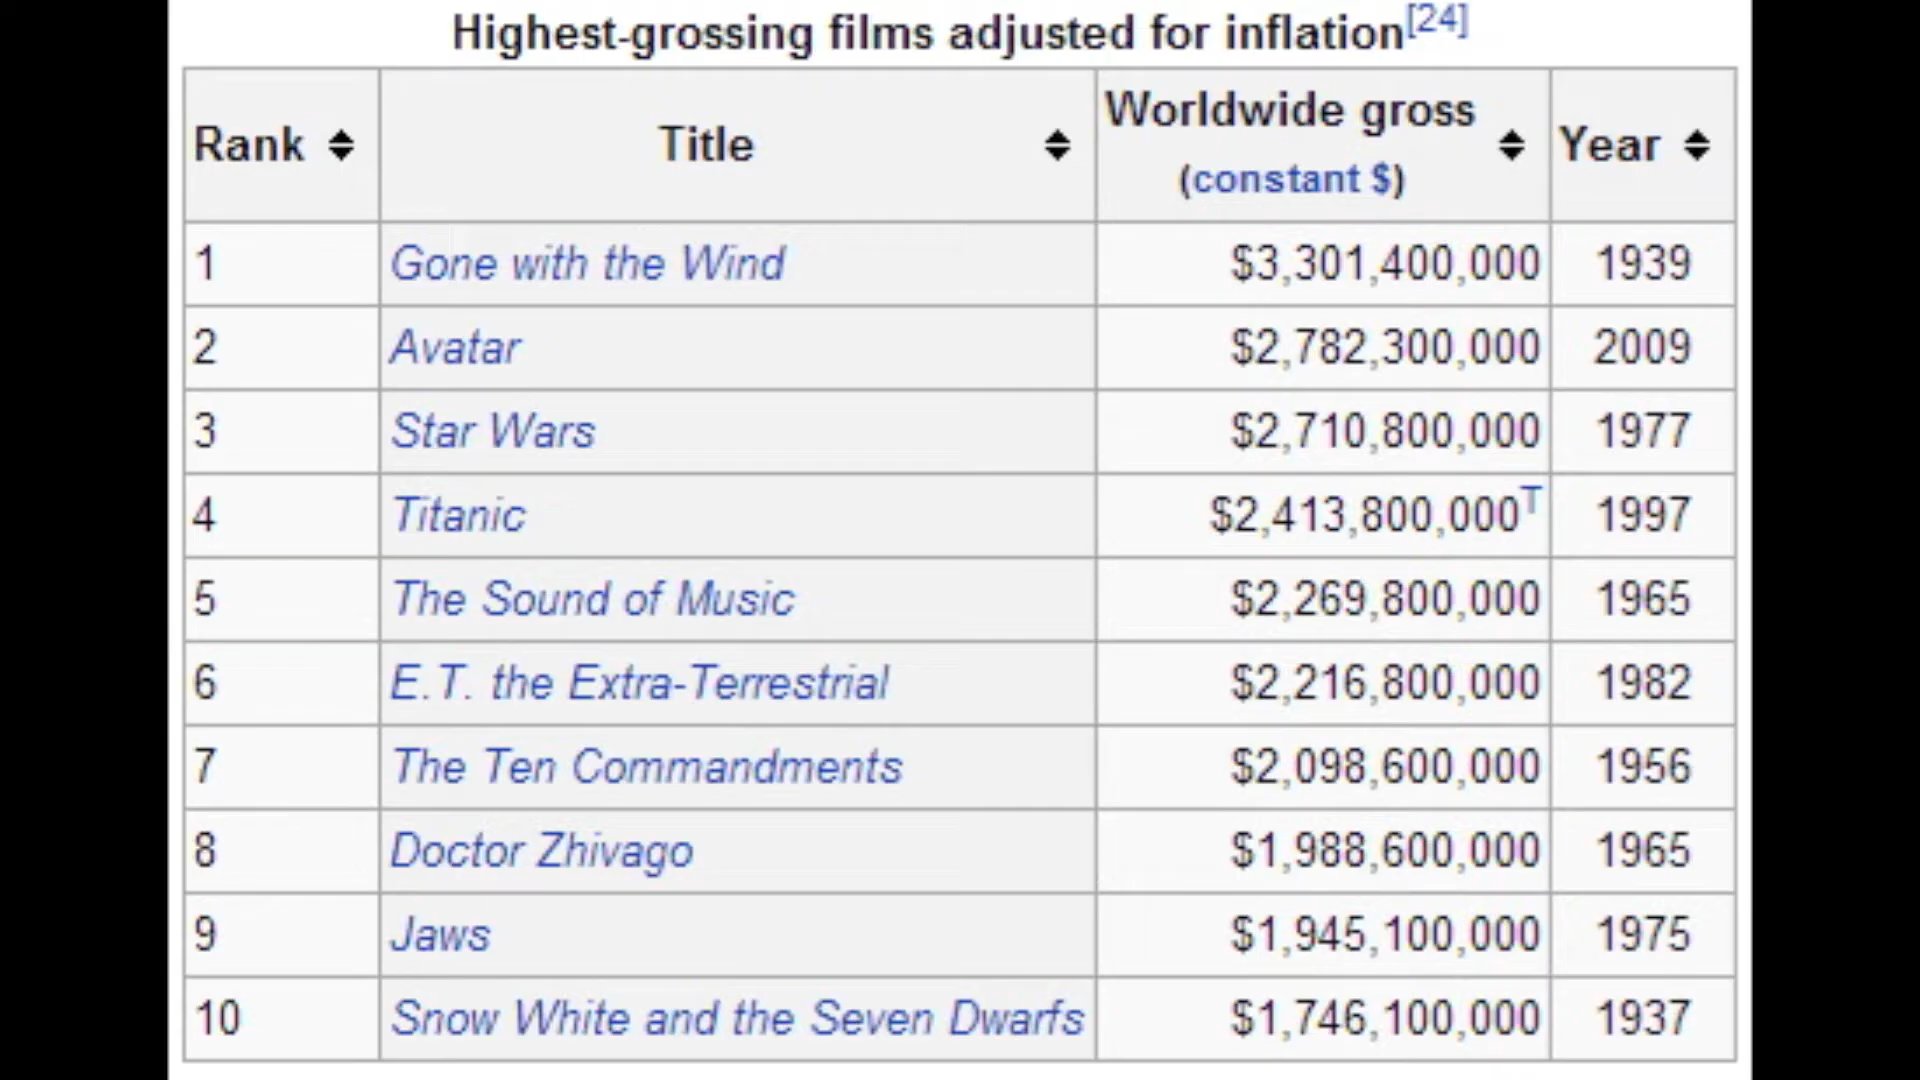 Highest-grossing films adjusted for inflation[24]
Rank Title Worldwide gross (constant $) Year
1 Gone with the Wind $3,301,400,000 1939
2 Avatar $2,782,300,000 2009
3 Star Wars $2,710,800,000 1977
4 Titanic $2,413,800,000T 1997
5 The Sound of Music $2,269,800,000 1965
6 E.T. the Extra-Terrestrial $2,216,800,000 1982
7 The Ten Commandments $2,098,600,000 1956
8 Doctor Zhivago $1,988,600,000 1965
9 Jaws $1,945,100,000 1975
10 Snow White and the Seven Dwarfs $1,746,100,000 1937